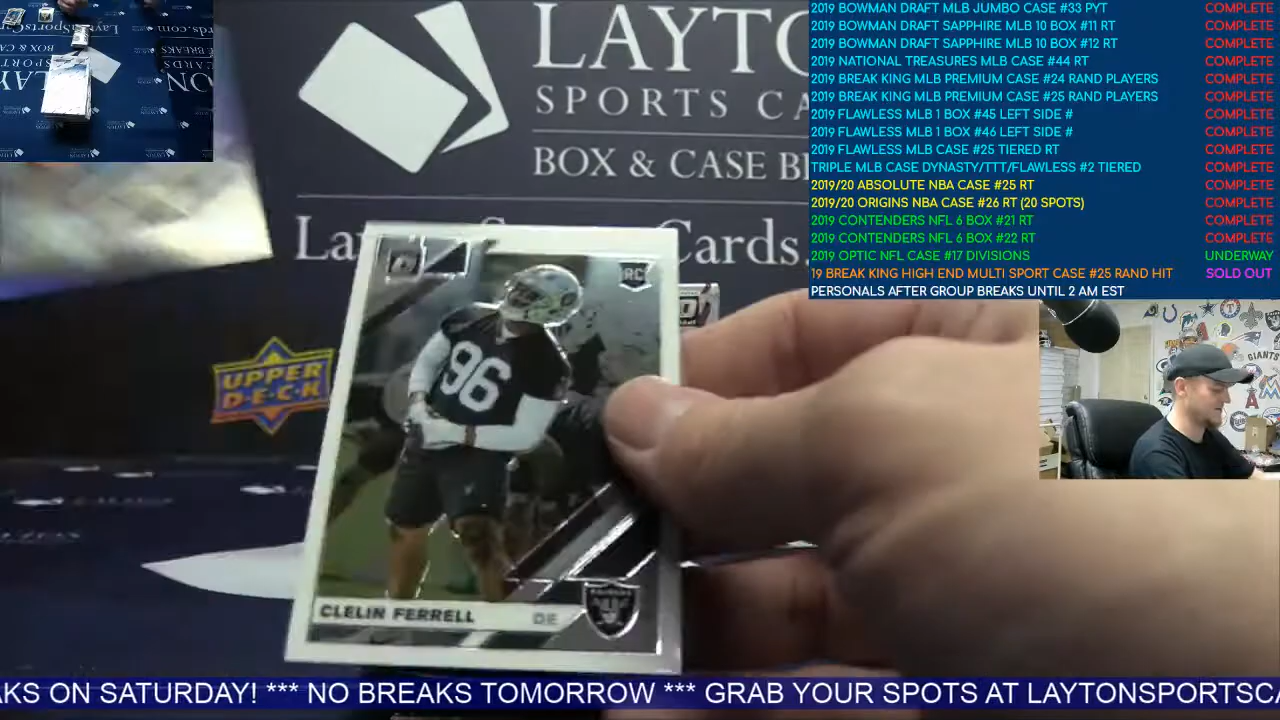 2019 BOWMAN DRAFT MLB JUMBO CASE #33 PYT COMPLETE
2019 BOWMAN DRAFT SAPPHIRE MLB 10 BOX #11 RT COMPLETE
2019 BOWMAN DRAFT SAPPHIRE MLB 10 BOX #12 RT COMPLETE
2019 NATIONAL TREASURES MLB CASE #44 RT COMPLETE
2019 BREAK KING MLB PREMIUM CASE #24 RAND PLAYERS COMPLETE
2019 BREAK KING MLB PREMIUM CASE #25 RAND PLAYERS COMPLETE
2019 FLAWLESS MLB 1 BOX #45 LEFT SIDE # COMPLETE
2019 FLAWLESS MLB 1 BOX #46 LEFT SIDE # COMPLETE
2019 FLAWLESS MLB CASE #25 TIERED RT COMPLETE
TRIPLE MLB CASE DYNASTY/TTT/FLAWLESS #2 TIERED COMPLETE
2019/20 ABSOLUTE NBA CASE #25 RT COMPLETE
2019/20 ORIGINS NBA CASE #26 RT (20 SPOTS) COMPLETE
2019 CONTENDERS NFL 6 BOX #21 RT COMPLETE
2019 CONTENDERS NFL 6 BOX #22 RT COMPLETE
2019 OPTIC NFL CASE #17 DIVISIONS UNDERWAY
19 BREAK KING HIGH END MULTI SPORT CASE #25 RAND HIT SOLD OUT
PERSONALS AFTER GROUP BREAKS UNTIL 2 AM EST
LAYTO
SPORTS CA
BOX & CASE B
Cards.
UPPER
D·E·C·K
RC
96
CLELIN FERRELL DE
RAIDERS
GIANTS
AKS ON SATURDAY! *** NO BREAKS TOMORROW *** GRAB YOUR SPOTS AT LAYTONSPORTSCA